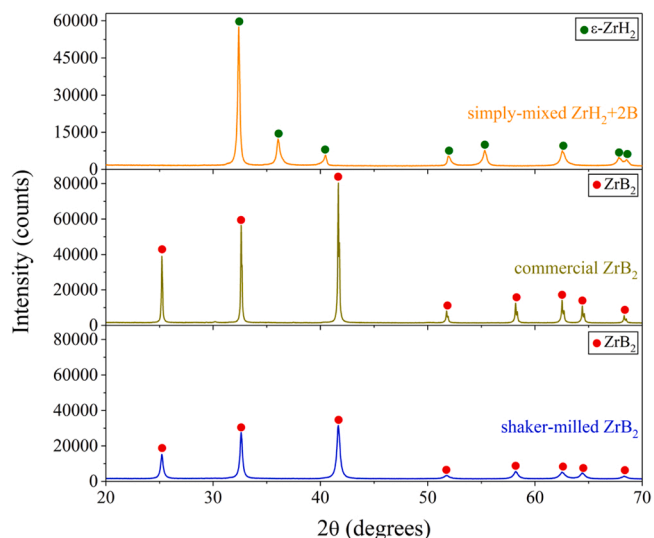 60000
45000
30000
15000
0
ε-ZrH₂
simply-mixed ZrH₂+2B
80000
60000
40000
20000
0
ZrB₂
commercial ZrB₂
80000
60000
40000
20000
0
ZrB₂
shaker-milled ZrB₂
Intensity (counts)
20 30 40 50 60 70
2θ (degrees)